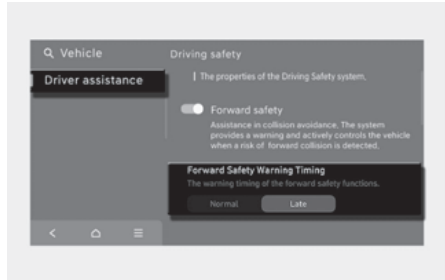 Vehicle
Driving safety
Driver assistance
The properties of the Driving Safety system.
Forward safety
Assistance in collision avoidance. The system
provides a warning and actively controls the vehicle
when a risk of forward collision is detected.
Forward Safety Warning Timing
The warning timing of the forward safety functions.
Normal
Late